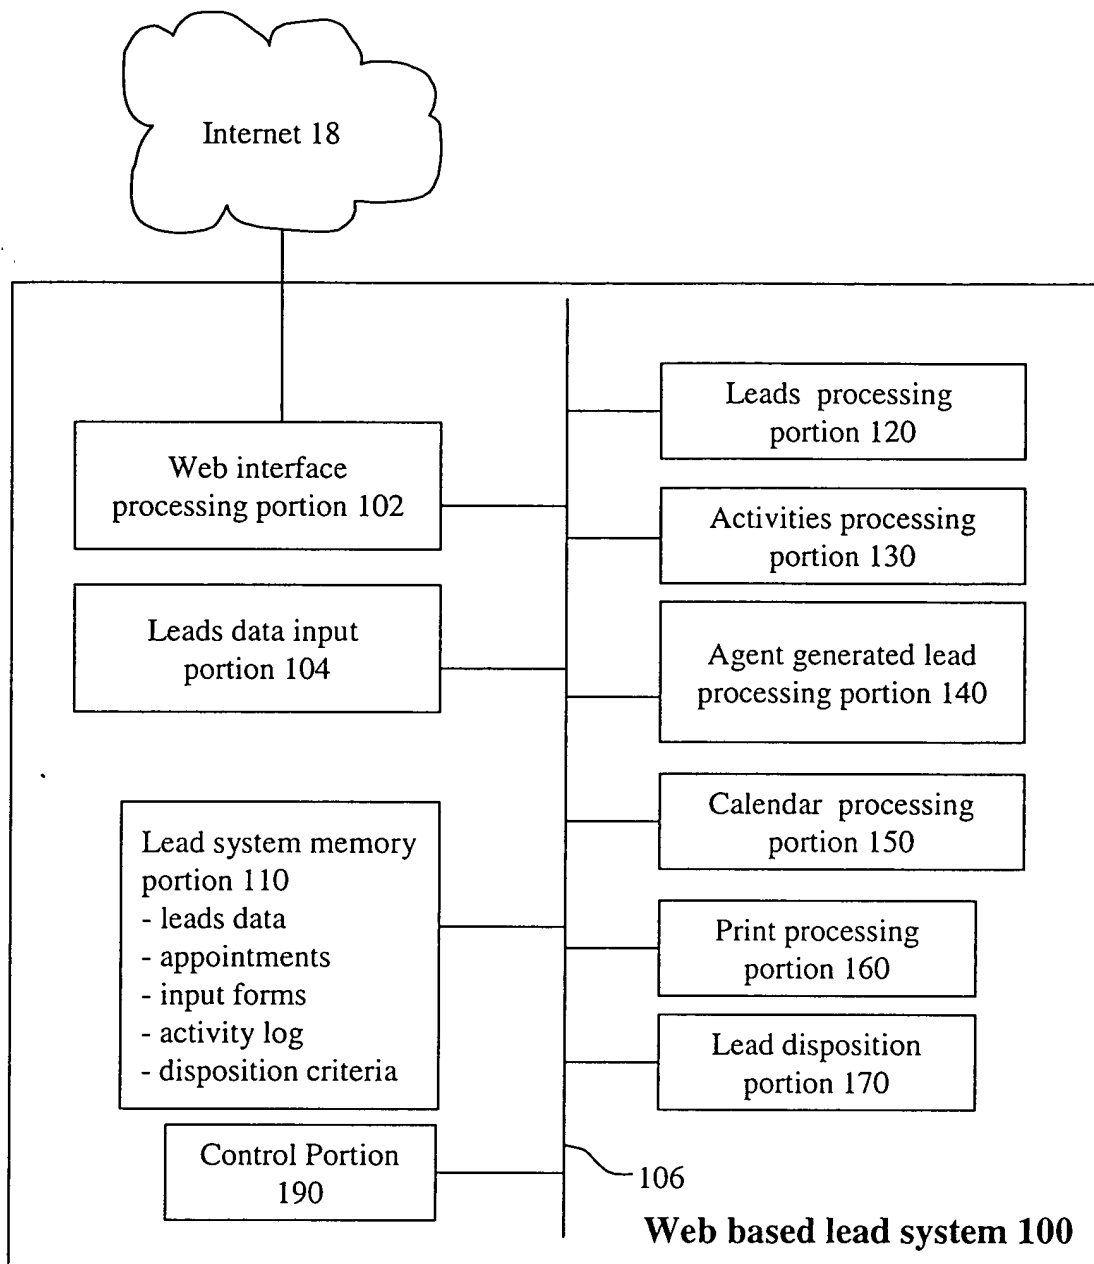 Internet 18
Web interface
processing portion 102
Leads data input
portion 104
Lead system memory
portion 110
- leads data
- appointments
- input forms
- activity log
- disposition criteria
Control Portion
190
Leads processing
portion 120
Activities processing
portion 130
Agent generated lead
processing portion 140
Calendar processing
portion 150
Print processing
portion 160
Lead disposition
portion 170
106
Web based lead system 100